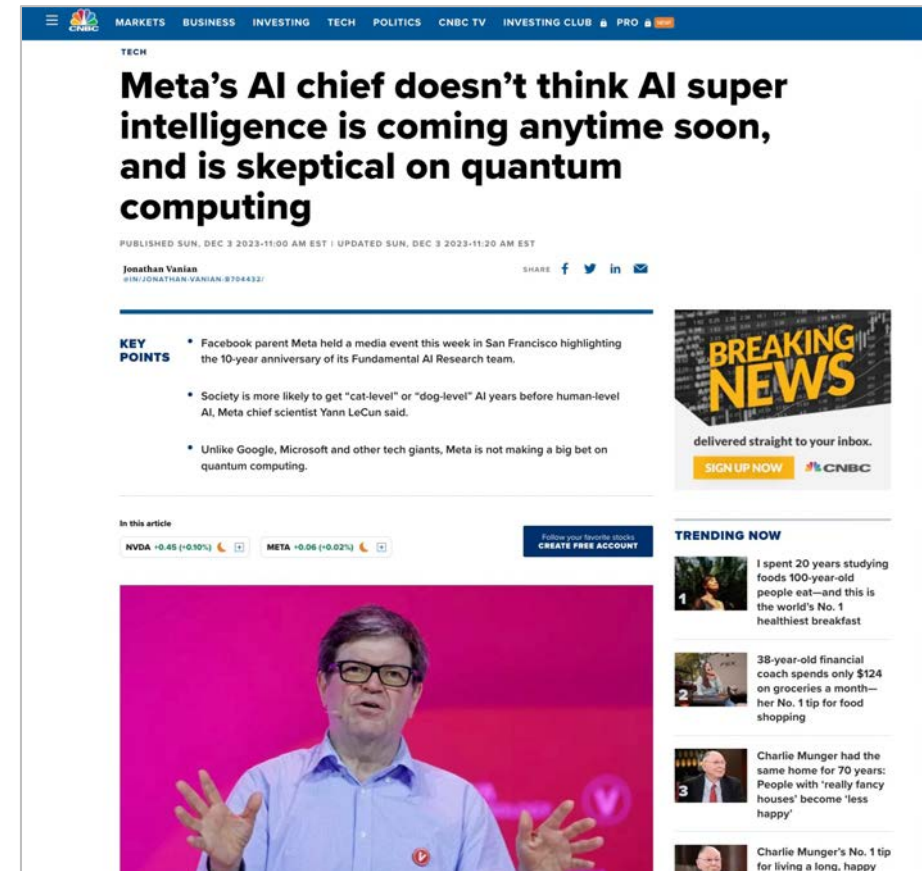 MARKETS BUSINESS INVESTING TECH POLITICS CNBC TV INVESTING CLUB PRO NEW!
CNBC
TECH
Meta's AI chief doesn't think AI super
intelligence is coming anytime soon,
and is skeptical on quantum
computing
PUBLISHED SUN, DEC 3 2023•11:00 AM EST | UPDATED SUN, DEC 3 2023•11:20 AM EST
Jonathan Vanian
@IN/JONATHAN-VANIAN-B704432/
SHARE
KEY
POINTS
• Facebook parent Meta held a media event this week in San Francisco highlighting
the 10-year anniversary of its Fundamental AI Research team.
• Society is more likely to get “cat-level” or “dog-level” AI years before human-level
AI, Meta chief scientist Yann LeCun said.
• Unlike Google, Microsoft and other tech giants, Meta is not making a big bet on
quantum computing.
In this article
NVDA +0.45 (+0.10%)
META +0.06 (+0.02%)
Follow your favorite stocks
CREATE FREE ACCOUNT
BREAKING
NEWS
delivered straight to your inbox.
SIGN UP NOW
CNBC
TRENDING NOW
1
I spent 20 years studying
foods 100-year-old
people eat—and this is
the world's No. 1
healthiest breakfast
2
38-year-old financial
coach spends only $124
on groceries a month—
her No. 1 tip for food
shopping
3
Charlie Munger had the
same home for 70 years:
People with ‘really fancy
houses’ become ‘less
happy’
Charlie Munger's No. 1 tip
for living a long, happy